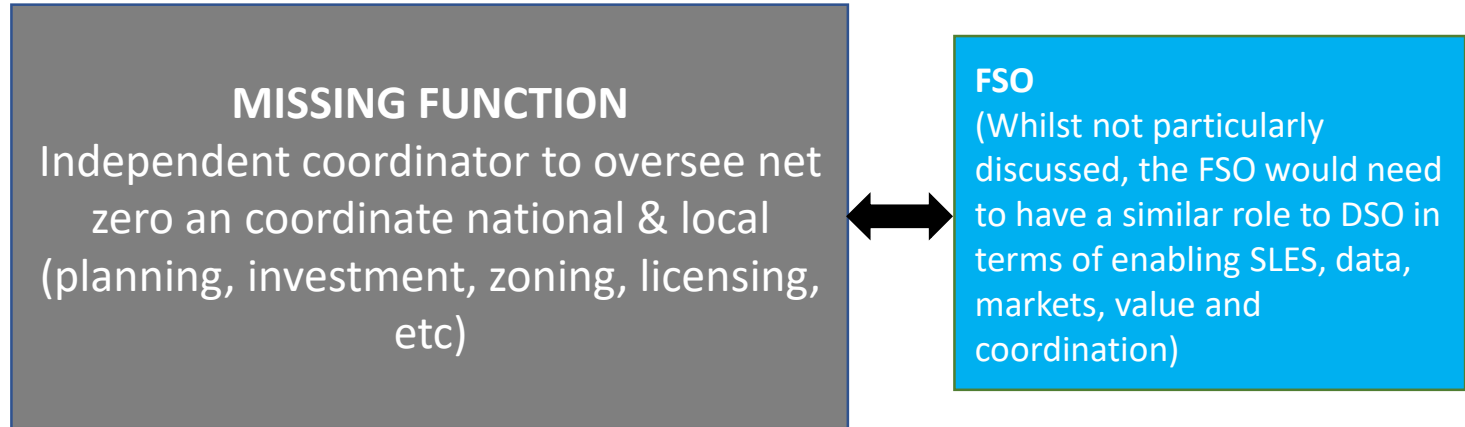 MISSING FUNCTION
Independent coordinator to oversee net
zero an coordinate national & local
(planning, investment, zoning, licensing,
etc)
FSO
(Whilst not particularly
discussed, the FSO would need
to have a similar role to DSO in
terms of enabling SLES, data,
markets, value and
coordination)